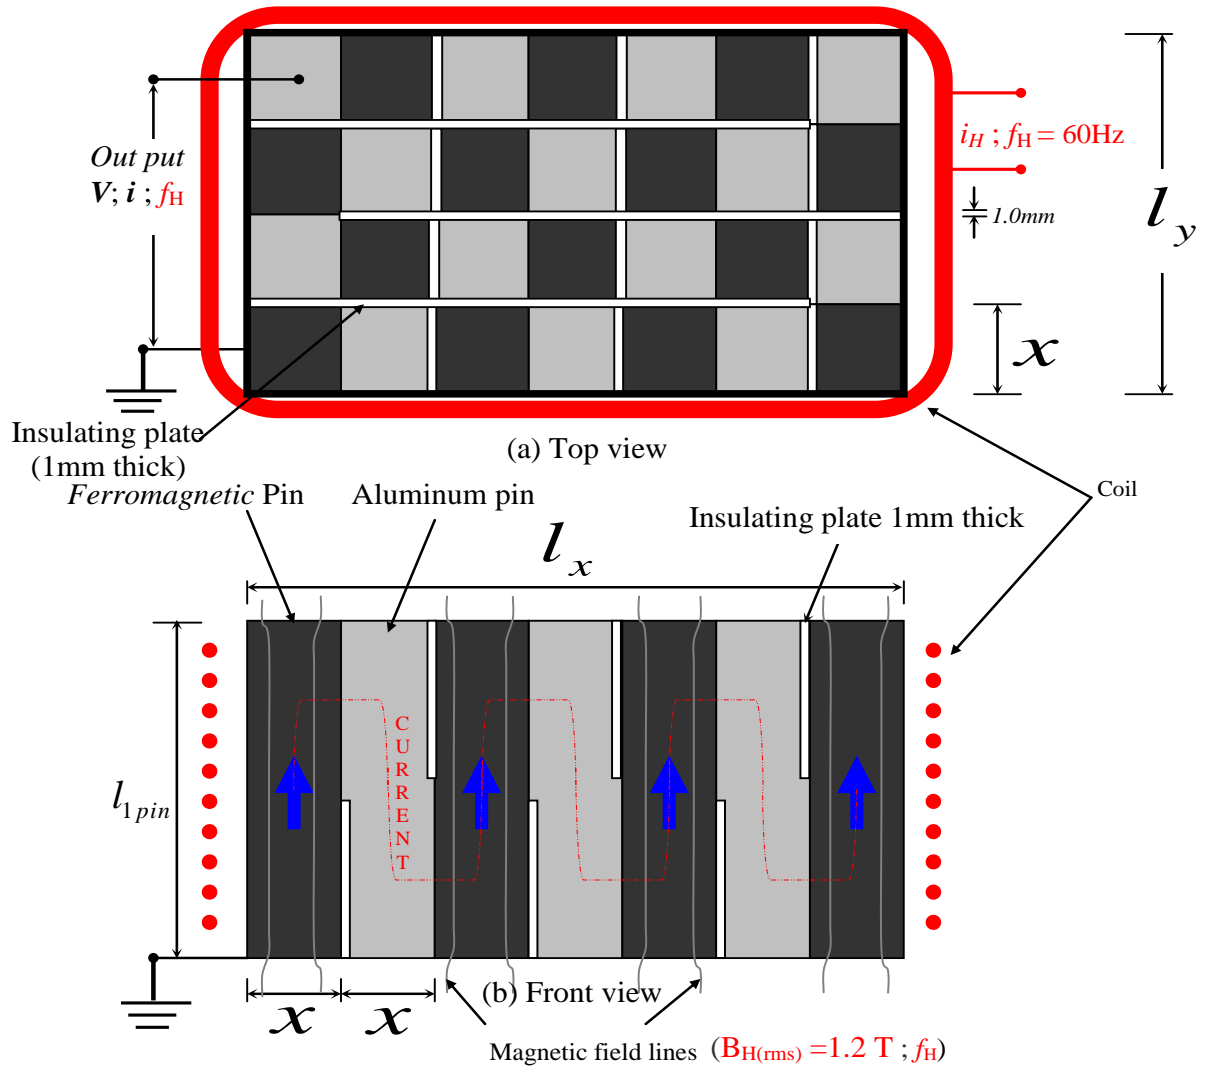 Out put
V; i ; fH
iH ; fH = 60Hz
1.0mm
ly
x
Insulating plate
(1mm thick)
(a) Top view
Ferromagnetic Pin
Aluminum pin
Insulating plate 1mm thick
Coil
lx
CURRENT
l1pin
x
x
(b) Front view
Magnetic field lines (BH(rms) =1.2 T ; fH)